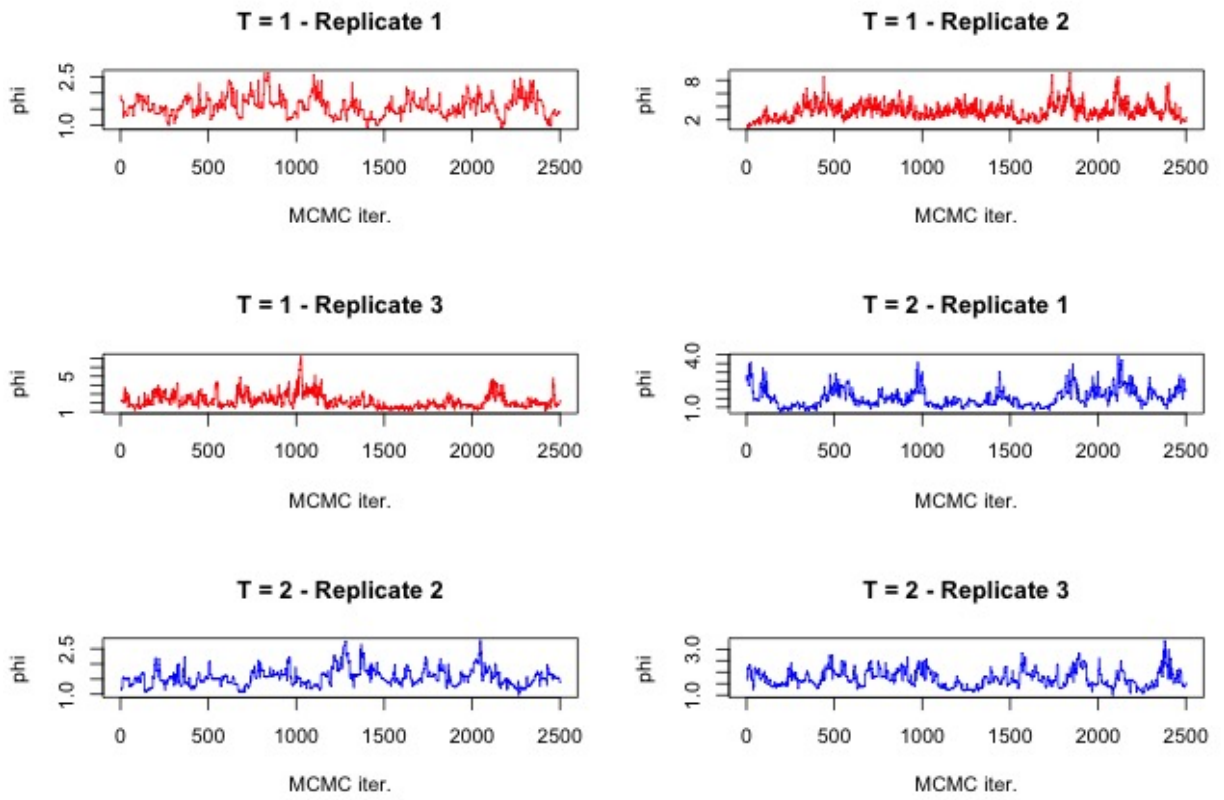 T = 1 - Replicate 1
phi
1.0
2.5
0
500
1000
1500
2000
2500
MCMC iter.
T = 1 - Replicate 2
phi
2
8
0
500
1000
1500
2000
2500
MCMC iter.
T = 1 - Replicate 3
phi
1
5
0
500
1000
1500
2000
2500
MCMC iter.
T = 2 - Replicate 1
phi
1.0
4.0
0
500
1000
1500
2000
2500
MCMC iter.
T = 2 - Replicate 2
phi
1.0
2.5
0
500
1000
1500
2000
2500
MCMC iter.
T = 2 - Replicate 3
phi
1.0
3.0
0
500
1000
1500
2000
2500
MCMC iter.